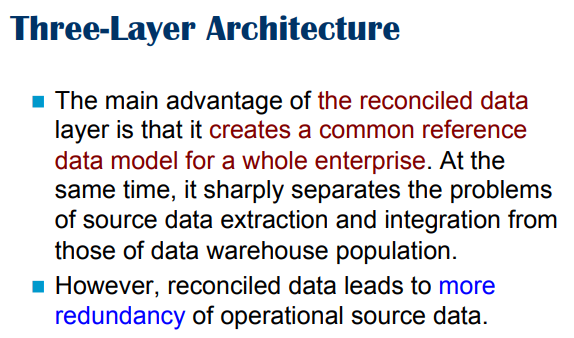 Three-Layer Architecture
The main advantage of the reconciled data
layer is that it creates a common reference
data model for a whole enterprise. At the
same time, it sharply separates the problems
of source data extraction and integration from
those of data warehouse population.
However, reconciled data leads to more
redundancy of operational source data.